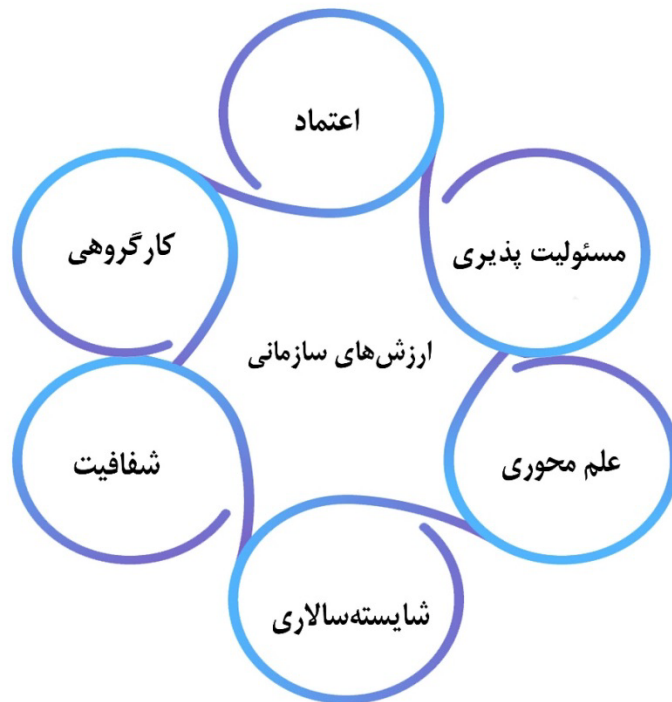 اعتماد
مسئولیت پذیری
کارگروهی
ارزش‌های سازمانی
علم محوری
شفافیت
شایسته‌سالاری